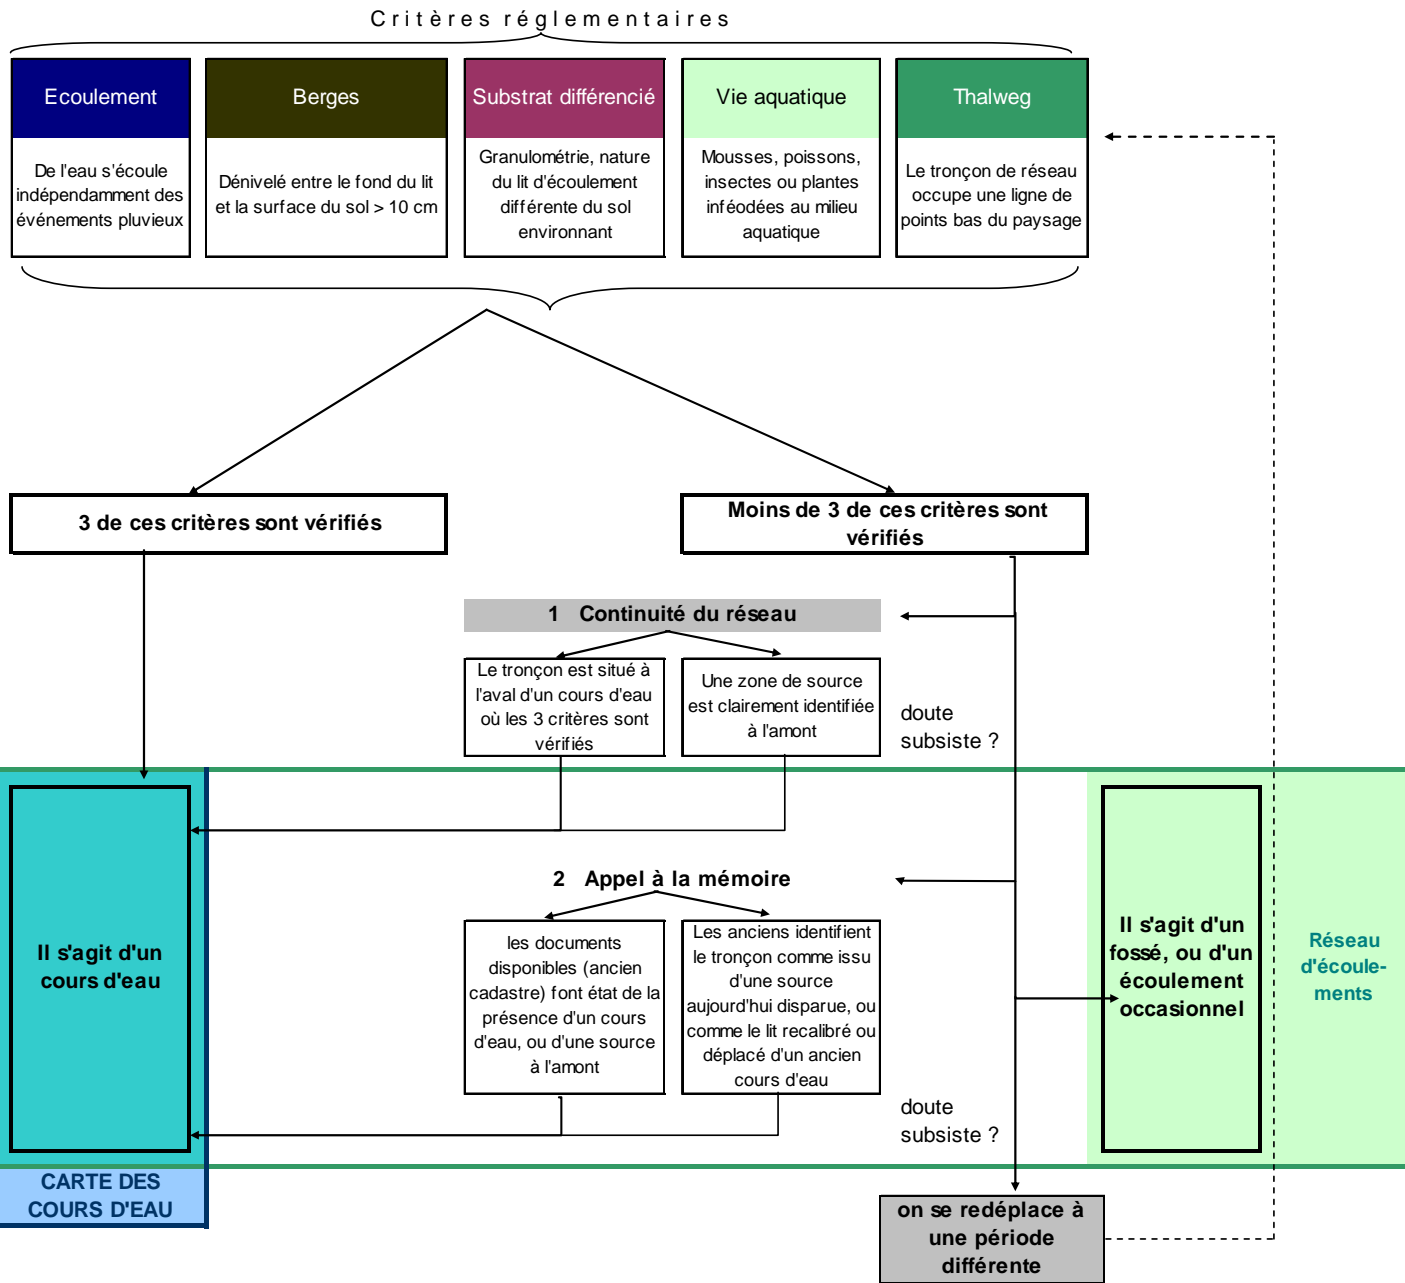 Critères réglementaires
Ecoulement
De l'eau s'écoule
indépendamment des
événements pluvieux
Berges
Dénivelé entre le fond du lit
et la surface du sol > 10 cm
Substrat différencié
Granulométrie, nature
du lit d'écoulement
différente du sol
environnant
Vie aquatique
Mousses, poissons,
insectes ou plantes
inféodées au milieu
aquatique
Thalweg
Le tronçon de réseau
occupe une ligne de
points bas du paysage
3 de ces critères sont vérifiés
Moins de 3 de ces critères sont
vérifiés
1 Continuité du réseau
Le tronçon est situé à
l'aval d'un cours d'eau
où les 3 critères sont
vérifiés
Une zone de source
est clairement identifiée
à l'amont
doute
subsiste ?
2 Appel à la mémoire
les documents
disponibles (ancien
cadastre) font état de la
présence d'un cours
d'eau, ou d'une source
à l'amont
Les anciens identifient
le tronçon comme issu
d'une source
aujourd'hui disparue, ou
comme le lit recalibré ou
déplacé d'un ancien
cours d'eau
doute
subsiste ?
Il s'agit d'un
cours d'eau
CARTE DES
COURS D'EAU
Il s'agit d'un
fossé, ou d'un
écoulement
occasionnel
Réseau
d'écoule-
ments
on se redéplace à
une période
différente